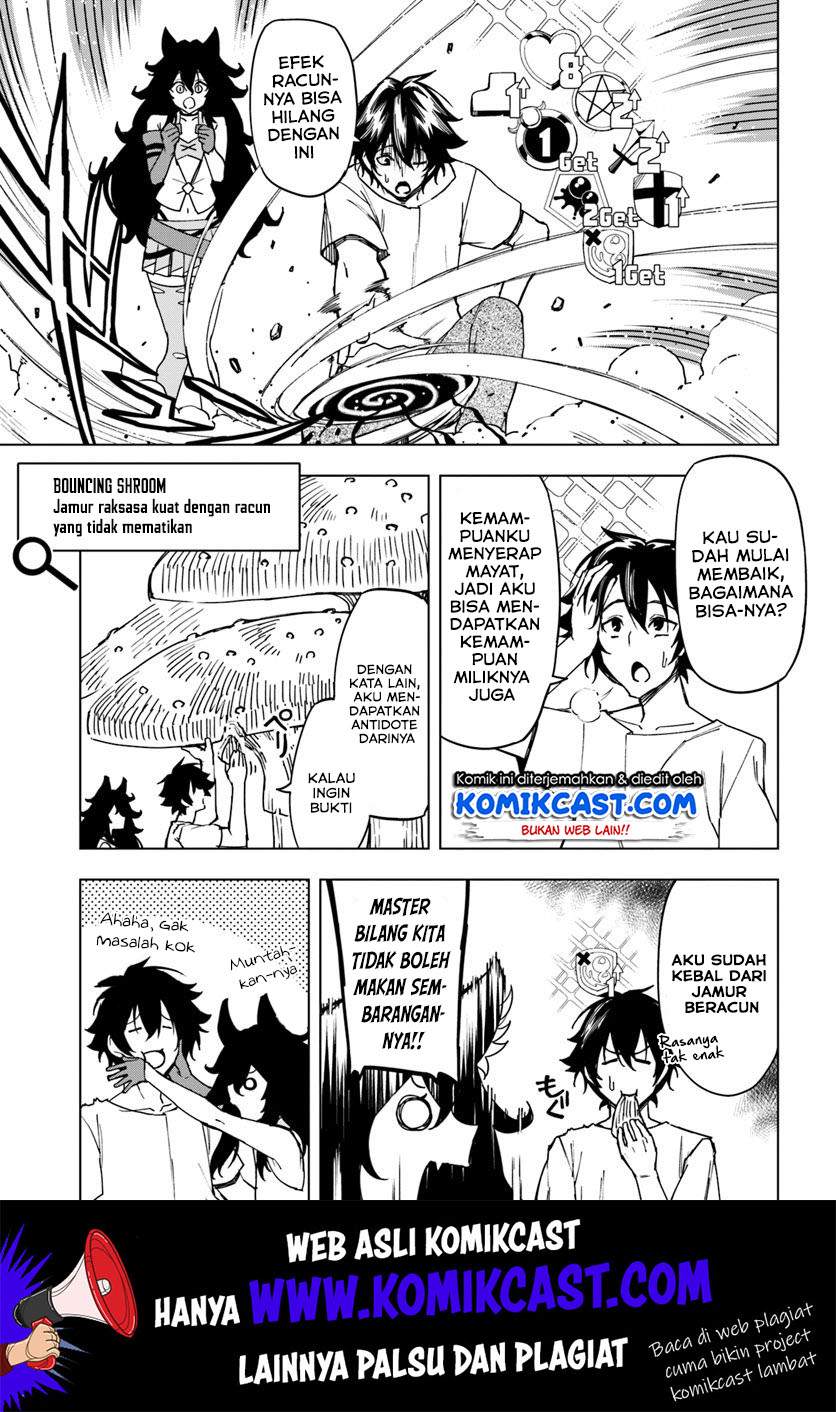 EFEK
RACUN-
NYA BISA
HILANG
DENGAN
INI
8
1
2
1
Get
2
2Get
1
1Get
KAU SU-
DAH MULAI
MEMBAIK,
BAGAIMANA
BISA-NYA?
KEMAM-
PUANKU
MENYERAP
MAYAT,
JADI AKU
BISA MEN-
DAPATKAN
KEMAM-
PUAN
MILIKNYA
JUGA
Komik ini diterjemahkan & diedit oleh
KOMIKCAST.COM
BUKAN WEB LAIN!!
BOUNCING SHROOM
Jamur raksasa kuat dengan racun
yang tidak mematikan
DENGAN
KATA LAIN,
AKU MEN-
DAPATKAN
ANTIDOTE
DARINYA
KALAU
INGIN
BUKTI
ペリ
AKU SUDAH
KEBAL DARI
JAMUR
BERACUN
Rasanya
tak enak
もぐ
MASTER
BILANG KITA
TIDAK BOLEH
MAKAN SEM-
BARANGAN-
NYA!!
Ahaha, Gak
masalah kok
Muntah-
kan-nya
WEB ASLI KOMIKCAST
HANYA WWW.KOMIKCAST.COM
LAINNYA PALSU DAN PLAGIAT
Baca di web plagiat
cuma bikin project
komikcast lambat